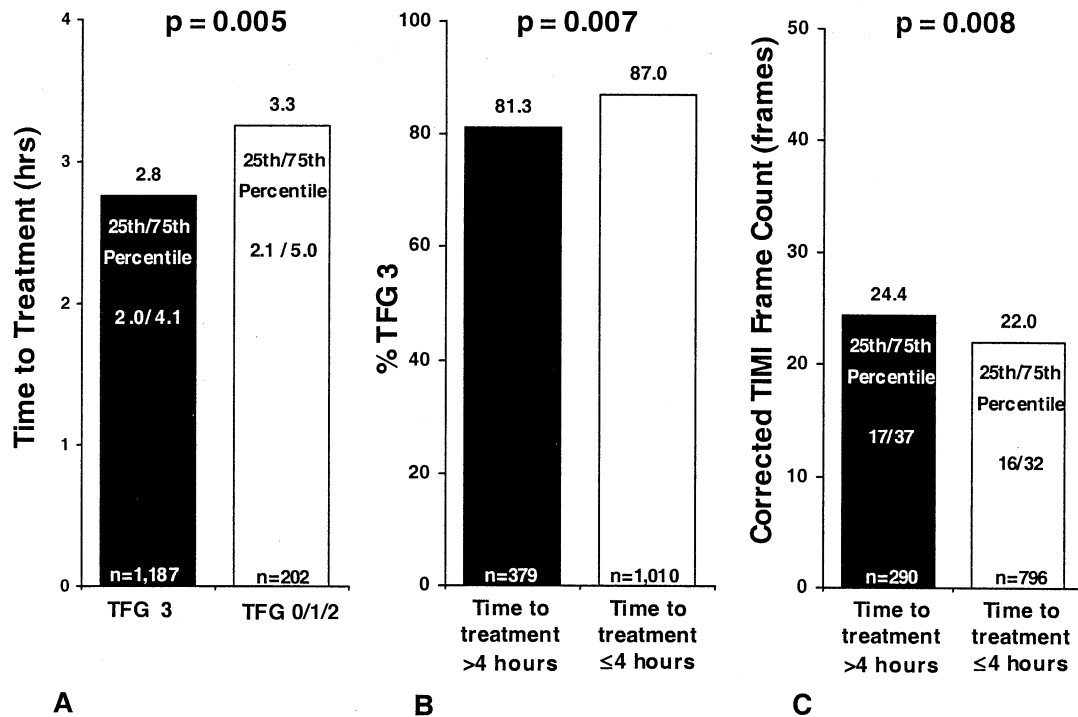 p = 0.005
Time to Treatment (hrs)
4
3
2
1
0
2.8
25th/75th
Percentile
2.0/4.1
n=1,187
TFG 3
3.3
25th/75th
Percentile
2.1 / 5.0
n=202
TFG 0/1/2
A
p = 0.007
% TFG 3
100
80
60
40
20
0
81.3
n=379
Time to
treatment
>4 hours
87.0
n=1,010
Time to
treatment
≤4 hours
B
p = 0.008
Corrected TIMI Frame Count (frames)
50
40
30
20
10
0
24.4
25th/75th
Percentile
17/37
n=290
Time to
treatment
>4 hours
22.0
25th/75th
Percentile
16/32
n=796
Time to
treatment
≤4 hours
C